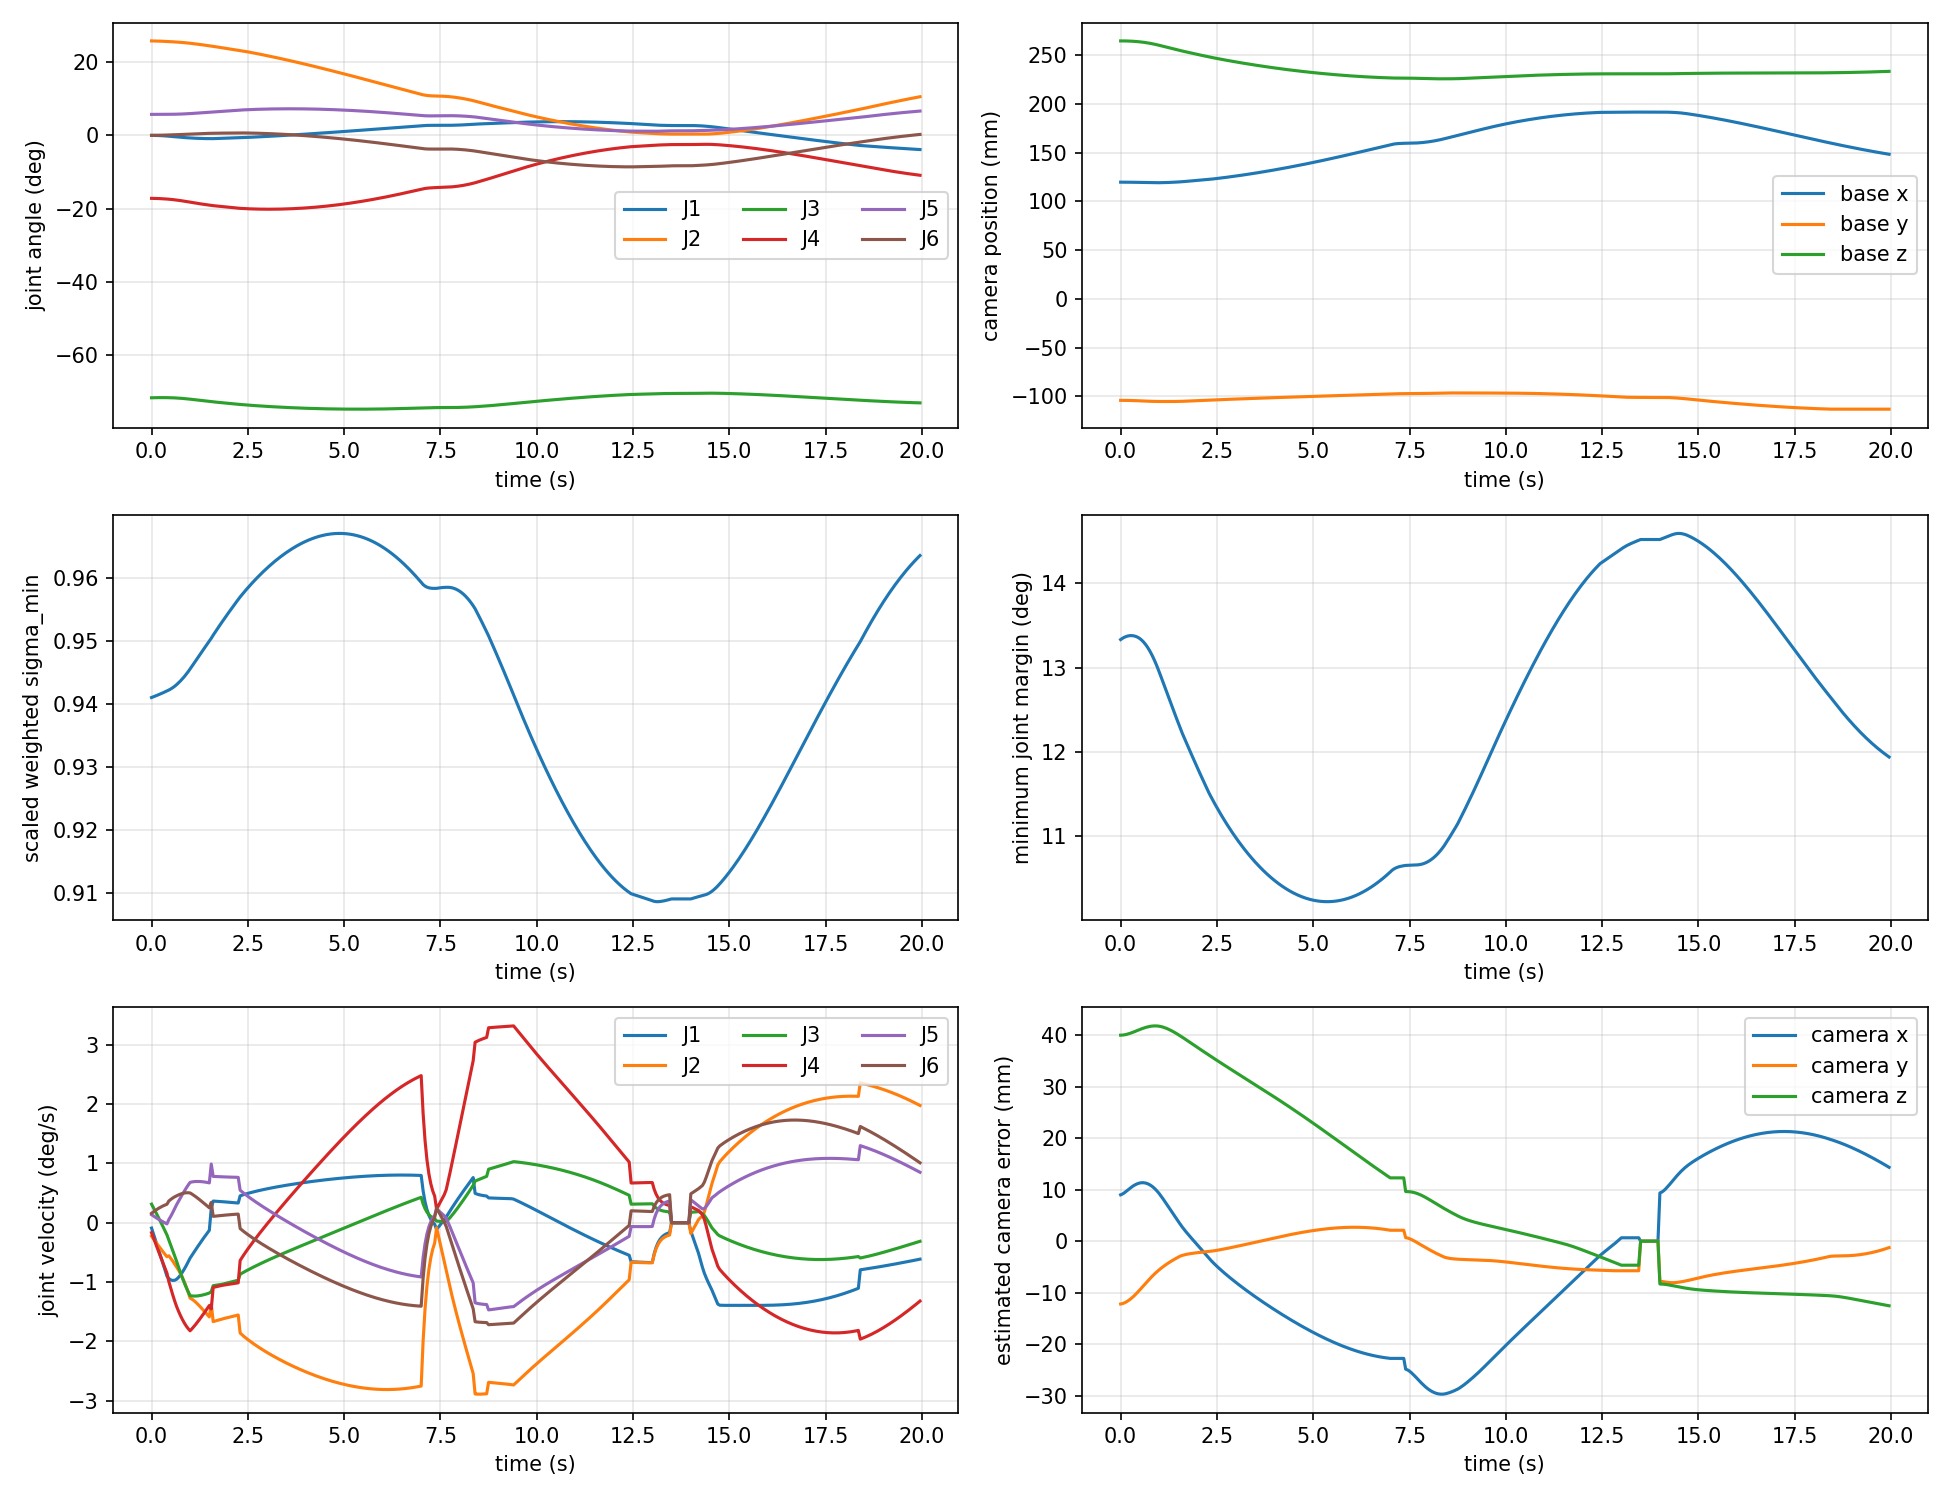 joint angle (deg)
20
0
−20
−40
−60
J1 J3 J5
J2 J4 J6
0.0 2.5 5.0 7.5 10.0 12.5 15.0 17.5 20.0
time (s)
camera position (mm)
250
200
150
100
50
0
−50
−100
base x
base y
base z
0.0 2.5 5.0 7.5 10.0 12.5 15.0 17.5 20.0
time (s)
scaled weighted sigma_min
0.96
0.95
0.94
0.93
0.92
0.91
0.0 2.5 5.0 7.5 10.0 12.5 15.0 17.5 20.0
time (s)
minimum joint margin (deg)
14
13
12
11
0.0 2.5 5.0 7.5 10.0 12.5 15.0 17.5 20.0
time (s)
joint velocity (deg/s)
3
2
1
0
−1
−2
−3
J1 J3 J5
J2 J4 J6
0.0 2.5 5.0 7.5 10.0 12.5 15.0 17.5 20.0
time (s)
estimated camera error (mm)
40
30
20
10
0
−10
−20
−30
camera x
camera y
camera z
0.0 2.5 5.0 7.5 10.0 12.5 15.0 17.5 20.0
time (s)